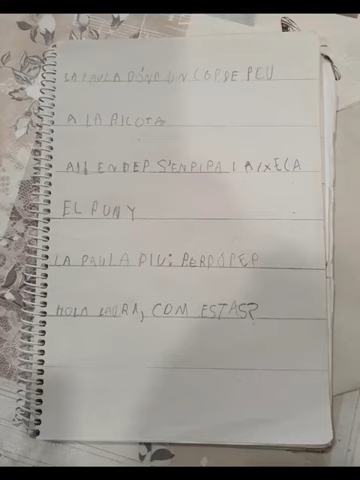 LA PAULA DÓNA UN COP DE PEU
A LA PILOTA
EN PEP S'ENFIPA I AIXECA
EL PUNY
LA PAULA DIU: PERDÓ PEP
HOLA LAURA, COM ESTAS?